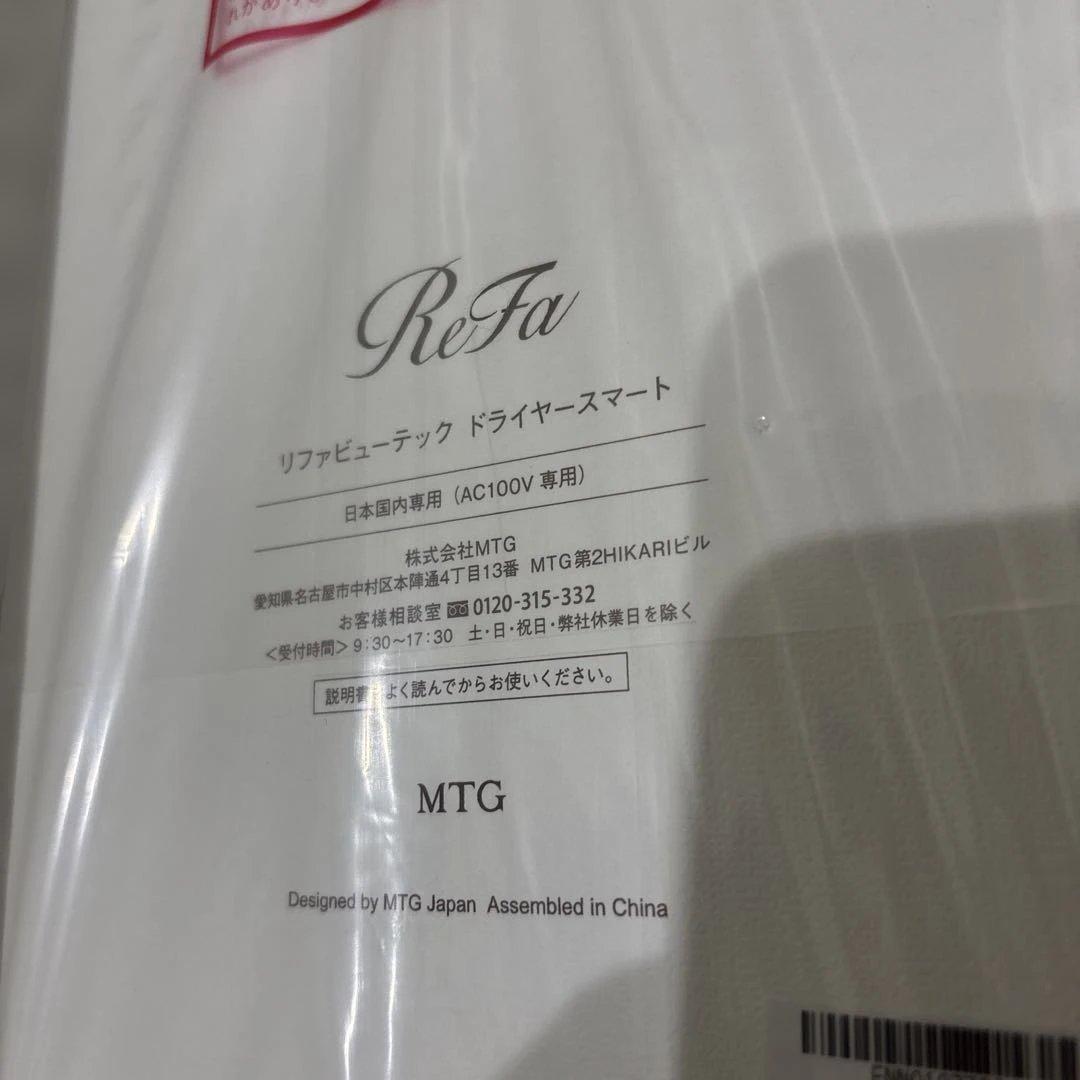 ReFa
リファビューテック ドライヤースマート
日本国内専用（AC100V 専用）
株式会社MTG
愛知県名古屋市中村区本陣通4丁目13番 MTG第2HIKARIビル
お客様相談室 0120-315-332
＜受付時間＞9：30～17：30 土・日・祝日・弊社休業日を除く
説明書 よく読んでからお使いください。
MTG
Designed by MTG Japan Assembled in China